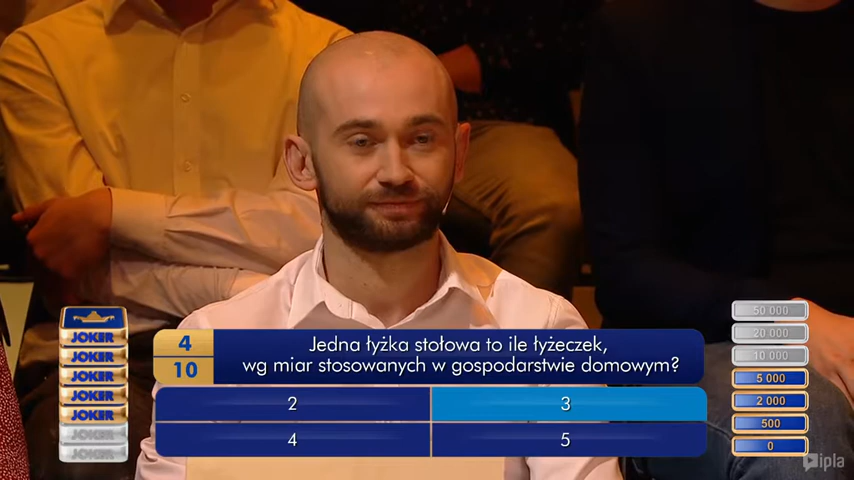 50 000
20 000
10 000
5 000
2 000
500
0
JOKER
JOKER
JOKER
JOKER
JOKER
JOKER
JOKER
4
10
Jedna łyżka stołowa to ile łyżeczek,
wg miar stosowanych w gospodarstwie domowym?
2
3
4
5
ipla